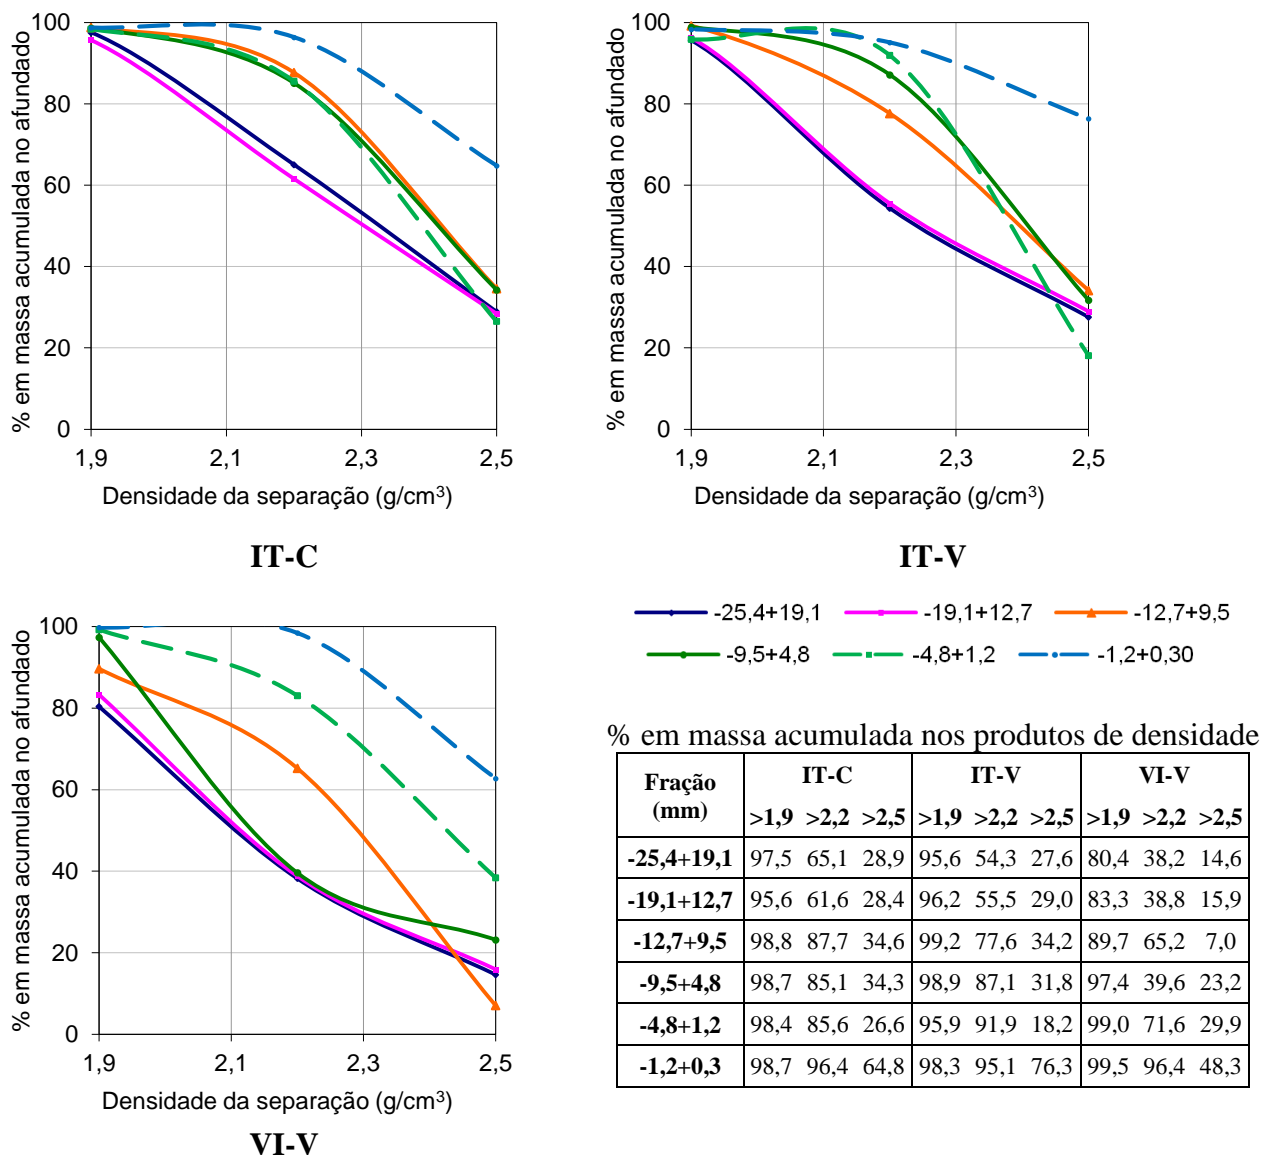 % em massa acumulada no afundado
100
80
60
40
20
0
1,9 2,1 2,3 2,5
Densidade da separação (g/cm³)
IT-C
% em massa acumulada no afundado
100
80
60
40
20
0
1,9 2,1 2,3 2,5
Densidade da separação (g/cm³)
IT-V
% em massa acumulada no afundado
100
80
60
40
20
0
1,9 2,1 2,3 2,5
Densidade da separação (g/cm³)
VI-V
-25,4+19,1 -19,1+12,7 -12,7+9,5
-9,5+4,8 -4,8+1,2 -1,2+0,30
% em massa acumulada nos produtos de densidade
Fração (mm) IT-C IT-V VI-V
>1,9 >2,2 >2,5 >1,9 >2,2 >2,5 >1,9 >2,2 >2,5
-25,4+19,1 97,5 65,1 28,9 95,6 54,3 27,6 80,4 38,2 14,6
-19,1+12,7 95,6 61,6 28,4 96,2 55,5 29,0 83,3 38,8 15,9
-12,7+9,5 98,8 87,7 34,6 99,2 77,6 34,2 89,7 65,2 7,0
-9,5+4,8 98,7 85,1 34,3 98,9 87,1 31,8 97,4 39,6 23,2
-4,8+1,2 98,4 85,6 26,6 95,9 91,9 18,2 99,0 71,6 29,9
-1,2+0,3 98,7 96,4 64,8 98,3 95,1 76,3 99,5 96,4 48,3